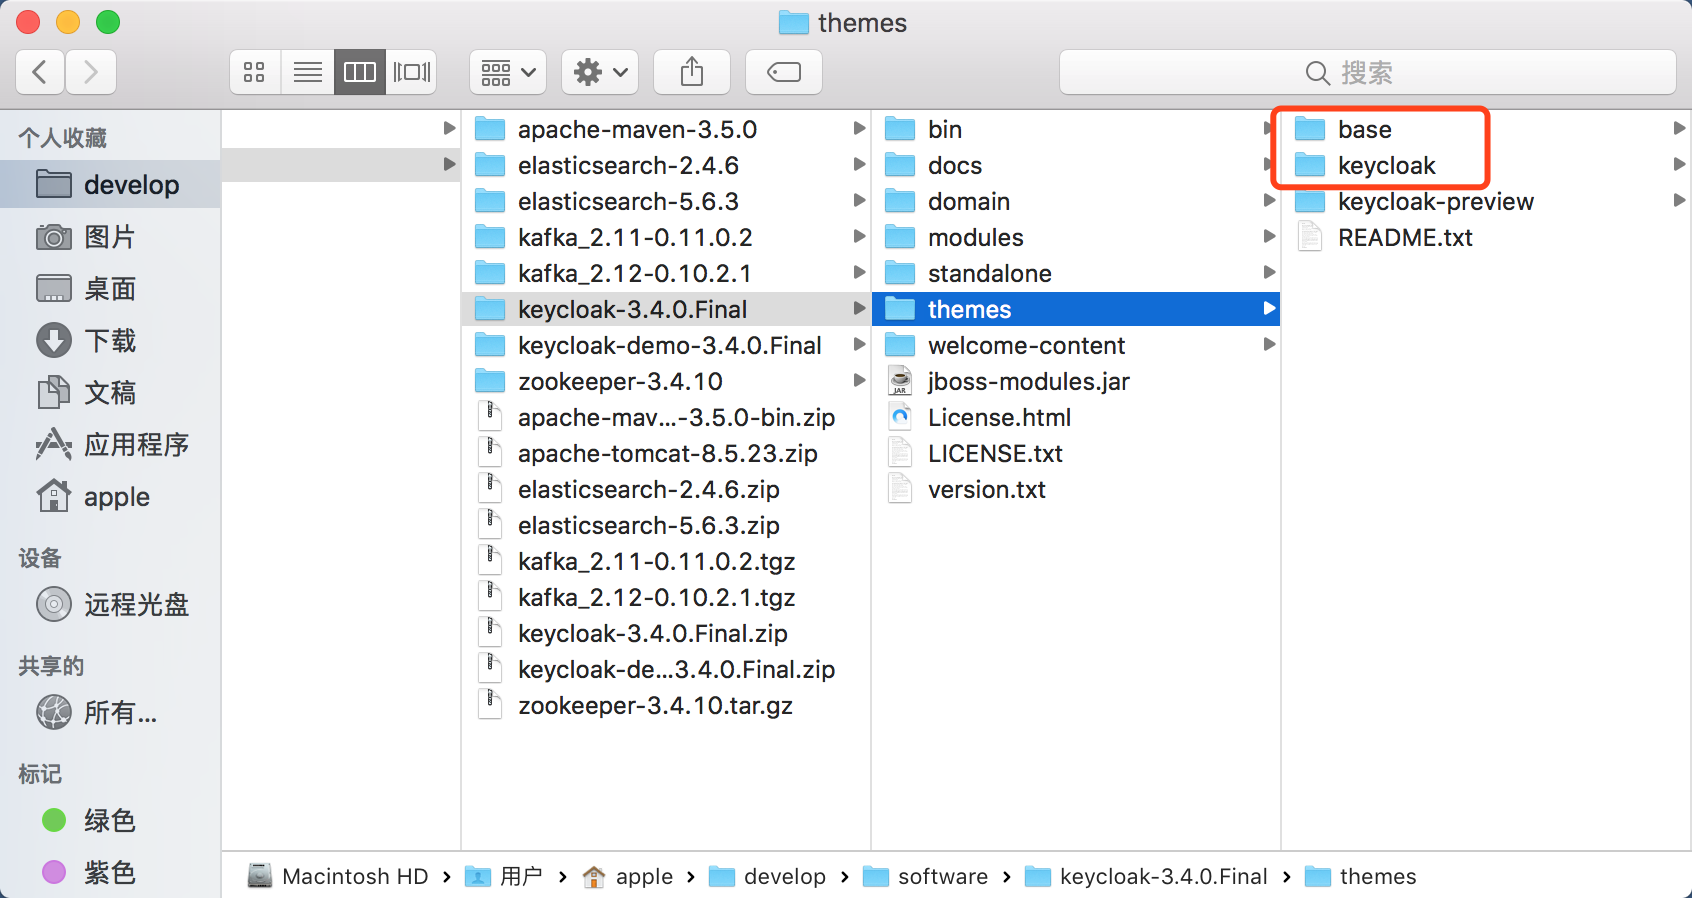 themes
搜索
个人收藏
develop
图片
桌面
下载
文稿
应用程序
apple
设备
远程光盘
共享的
所有...
标记
绿色
紫色
apache-maven-3.5.0
elasticsearch-2.4.6
elasticsearch-5.6.3
kafka_2.11-0.11.0.2
kafka_2.12-0.10.2.1
keycloak-3.4.0.Final
keycloak-demo-3.4.0.Final
zookeeper-3.4.10
apache-mav...-3.5.0-bin.zip
apache-tomcat-8.5.23.zip
elasticsearch-2.4.6.zip
elasticsearch-5.6.3.zip
kafka_2.11-0.11.0.2.tgz
kafka_2.12-0.10.2.1.tgz
keycloak-3.4.0.Final.zip
keycloak-de...3.4.0.Final.zip
zookeeper-3.4.10.tar.gz
bin
docs
domain
modules
standalone
themes
welcome-content
jboss-modules.jar
License.html
LICENSE.txt
version.txt
base
keycloak
keycloak-preview
README.txt
Macintosh HD › 用户 › apple › develop › software › keycloak-3.4.0.Final › themes
JAR